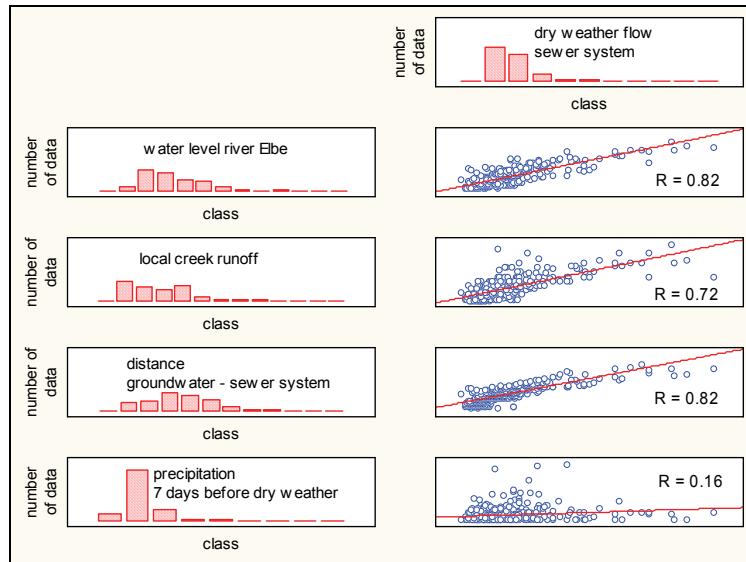 number
of data
dry weather flow
sewer system
class
number
of data
water level river Elbe
class
R = 0.82
number of
data
local creek runoff
class
R = 0.72
number of
data
distance
groundwater - sewer system
class
R = 0.82
number
of data
precipitation
7 days before dry weather
class
R = 0.16